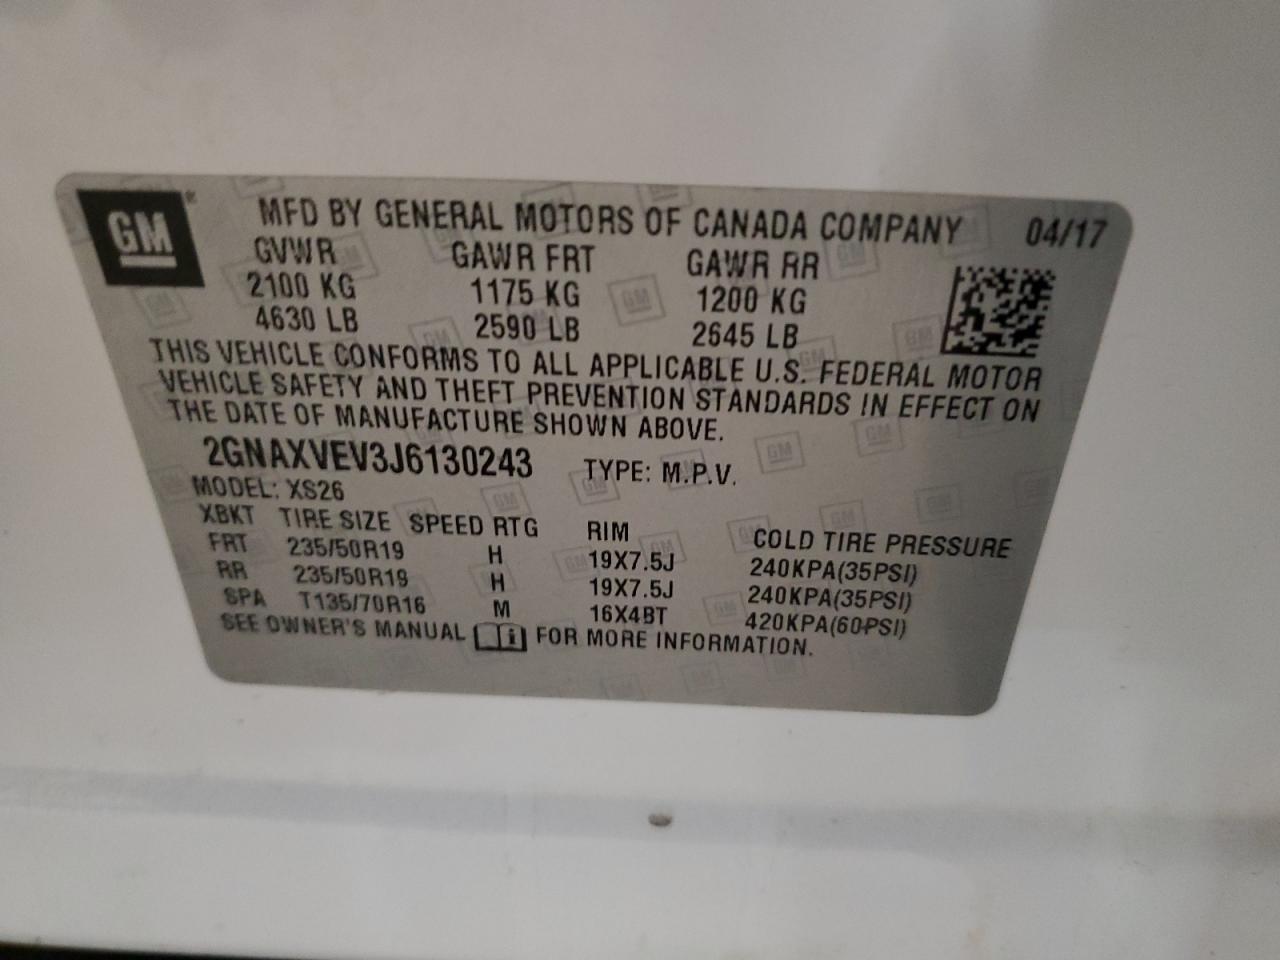 GM ®
MFD BY GENERAL MOTORS OF CANADA COMPANY 04/17
GVWR GAWR FRT GAWR RR
2100 KG 1175 KG 1200 KG
4630 LB 2590 LB 2645 LB
THIS VEHICLE CONFORMS TO ALL APPLICABLE U.S. FEDERAL MOTOR
VEHICLE SAFETY AND THEFT PREVENTION STANDARDS IN EFFECT ON
THE DATE OF MANUFACTURE SHOWN ABOVE.
2GNAXVEV3J6130243 TYPE: M.P.V.
MODEL: XS26
XBKT TIRE SIZE SPEED RTG RIM COLD TIRE PRESSURE
FRT 235/50R19 H 19X7.5J 240KPA(35PSI)
RR 235/50R19 H 19X7.5J 240KPA(35PSI)
SPA T135/70R16 M 16X4BT 420KPA(60PSI)
SEE OWNER'S MANUAL i FOR MORE INFORMATION.